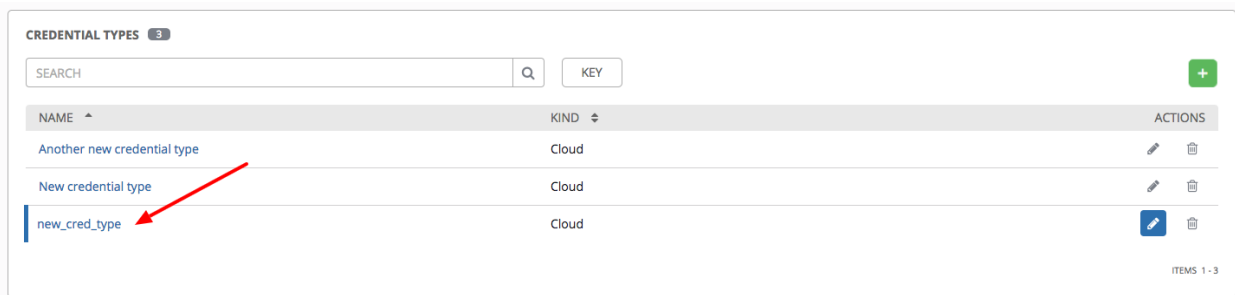 CREDENTIAL TYPES 3
SEARCH KEY +
NAME KIND ACTIONS
Another new credential type Cloud
New credential type Cloud
new_cred_type Cloud
ITEMS 1 - 3